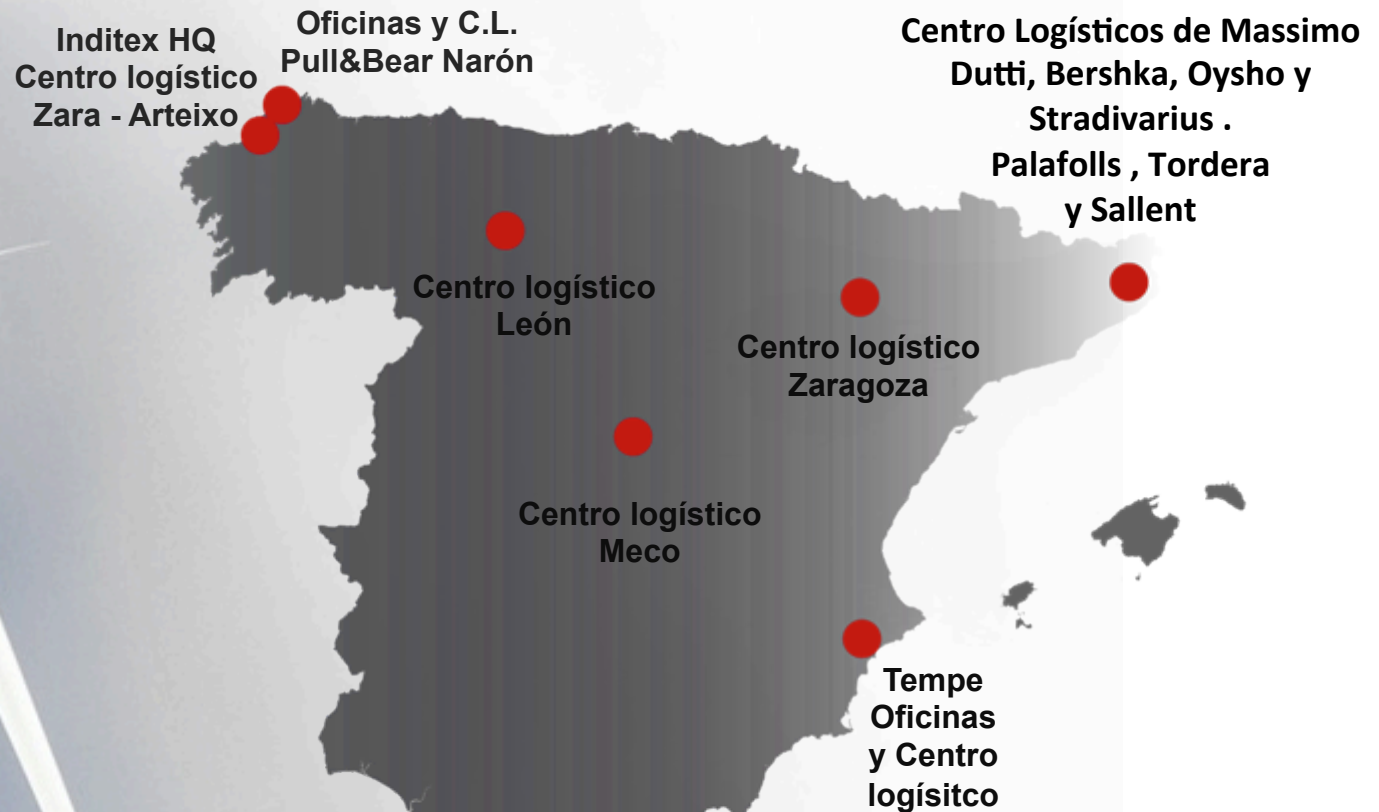 Inditex HQ
Centro logístico
Zara - Arteixo
Oficinas y C.L.
Pull&Bear Narón
Centro Logísticos de Massimo
Dutti, Bershka, Oysho y
Stradivarius .
Palafolls , Tordera
y Sallent
Centro logístico
León
Centro logístico
Zaragoza
Centro logístico
Meco
Tempe
Oficinas
y Centro
logísitco